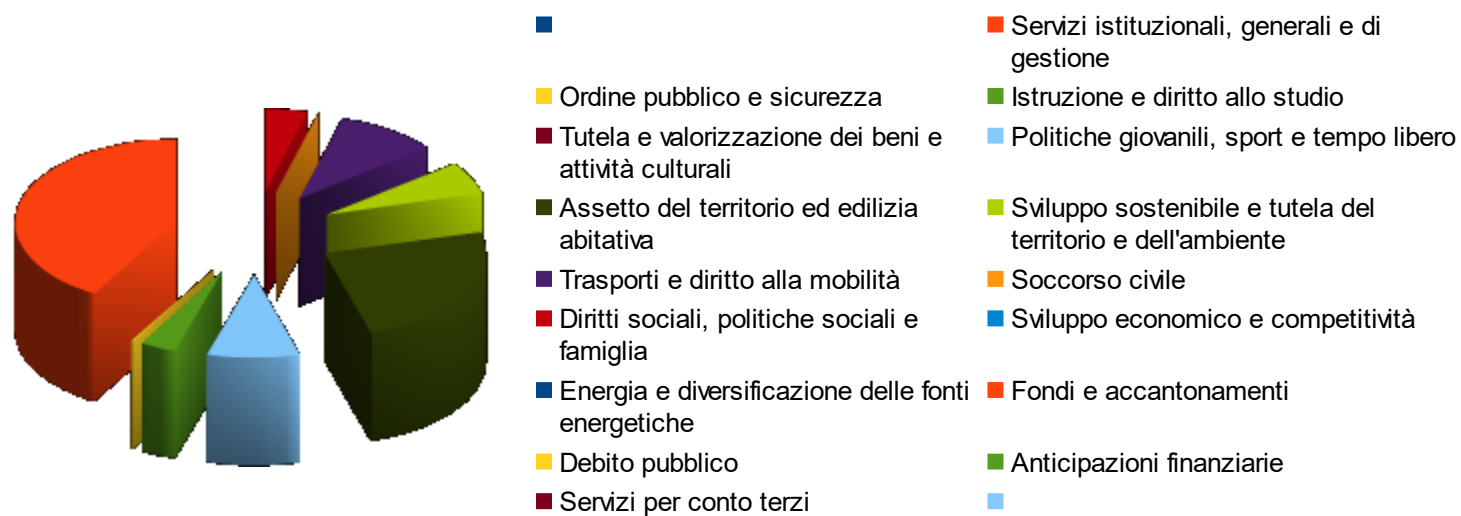 Servizi istituzionali, generali e di
gestione
Ordine pubblico e sicurezza
Istruzione e diritto allo studio
Tutela e valorizzazione dei beni e
attività culturali
Politiche giovanili, sport e tempo libero
Assetto del territorio ed edilizia
abitativa
Sviluppo sostenibile e tutela del
territorio e dell'ambiente
Trasporti e diritto alla mobilità
Soccorso civile
Diritti sociali, politiche sociali e
famiglia
Sviluppo economico e competitività
Energia e diversificazione delle fonti
energetiche
Fondi e accantonamenti
Debito pubblico
Anticipazioni finanziarie
Servizi per conto terzi